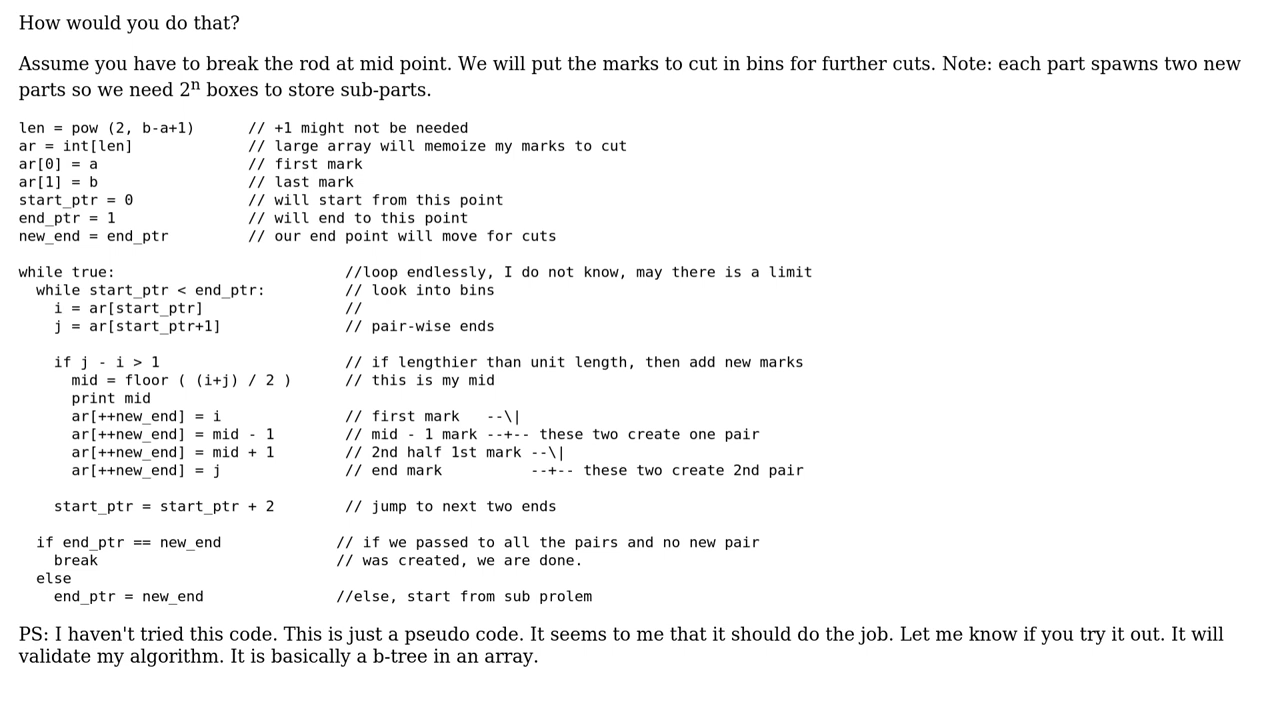 How would you do that?
Assume you have to break the rod at mid point. We will put the marks to cut in bins for further cuts. Note: each part spawns two new
parts so we need 2ⁿ boxes to store sub-parts.
len = pow (2, b-a+1)      // +1 might not be needed
ar = int[len]             // large array will memoize my marks to cut
ar[0] = a                 // first mark
ar[1] = b                 // last mark
start_ptr = 0             // will start from this point
end_ptr = 1               // will end to this point
new_end = end_ptr         // our end point will move for cuts
while true:                          //loop endlessly, I do not know, may there is a limit
  while start_ptr < end_ptr:         // look into bins
    i = ar[start_ptr]                //
    j = ar[start_ptr+1]              // pair-wise ends
    if j - i > 1                     // if lengthier than unit length, then add new marks
      mid = floor ( (i+j) / 2 )      // this is my mid
      print mid
      ar[++new_end] = i              // first mark   --\|
      ar[++new_end] = mid - 1        // mid - 1 mark --+-- these two create one pair
      ar[++new_end] = mid + 1        // 2nd half 1st mark --\|
      ar[++new_end] = j              // end mark          --+-- these two create 2nd pair
    start_ptr = start_ptr + 2        // jump to next two ends
  if end_ptr == new_end             // if we passed to all the pairs and no new pair
    break                           // was created, we are done.
  else
    end_ptr = new_end               //else, start from sub prolem
PS: I haven't tried this code. This is just a pseudo code. It seems to me that it should do the job. Let me know if you try it out. It will
validate my algorithm. It is basically a b-tree in an array.